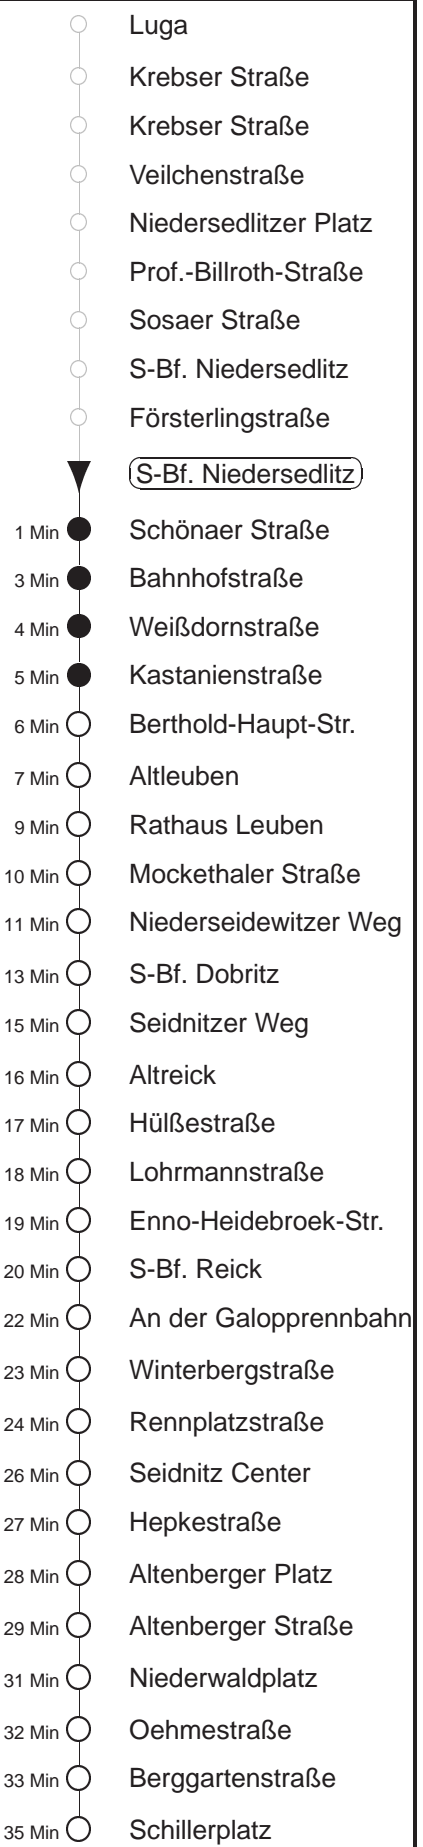 Luga
Krebser Straße
Krebser Straße
Veilchenstraße
Niedersedlitzer Platz
Prof.-Billroth-Straße
Sosaer Straße
S-Bf. Niedersedlitz
Försterlingstraße
S-Bf. Niedersedlitz
1 Min Schönaer Straße
3 Min Bahnhofstraße
4 Min Weißdornstraße
5 Min Kastanienstraße
6 Min Berthold-Haupt-Str.
7 Min Altleuben
9 Min Rathaus Leuben
10 Min Mockethaler Straße
11 Min Niederseidewitzer Weg
13 Min S-Bf. Dobritz
15 Min Seidnitzer Weg
16 Min Altreick
17 Min Hülßestraße
18 Min Lohrmannstraße
19 Min Enno-Heidebroek-Str.
20 Min S-Bf. Reick
22 Min An der Galopprennbahn
23 Min Winterbergstraße
24 Min Rennplatzstraße
26 Min Seidnitz Center
27 Min Hepkestraße
28 Min Altenberger Platz
29 Min Altenberger Straße
31 Min Niederwaldplatz
32 Min Oehmestraße
33 Min Berggartenstraße
35 Min Schillerplatz